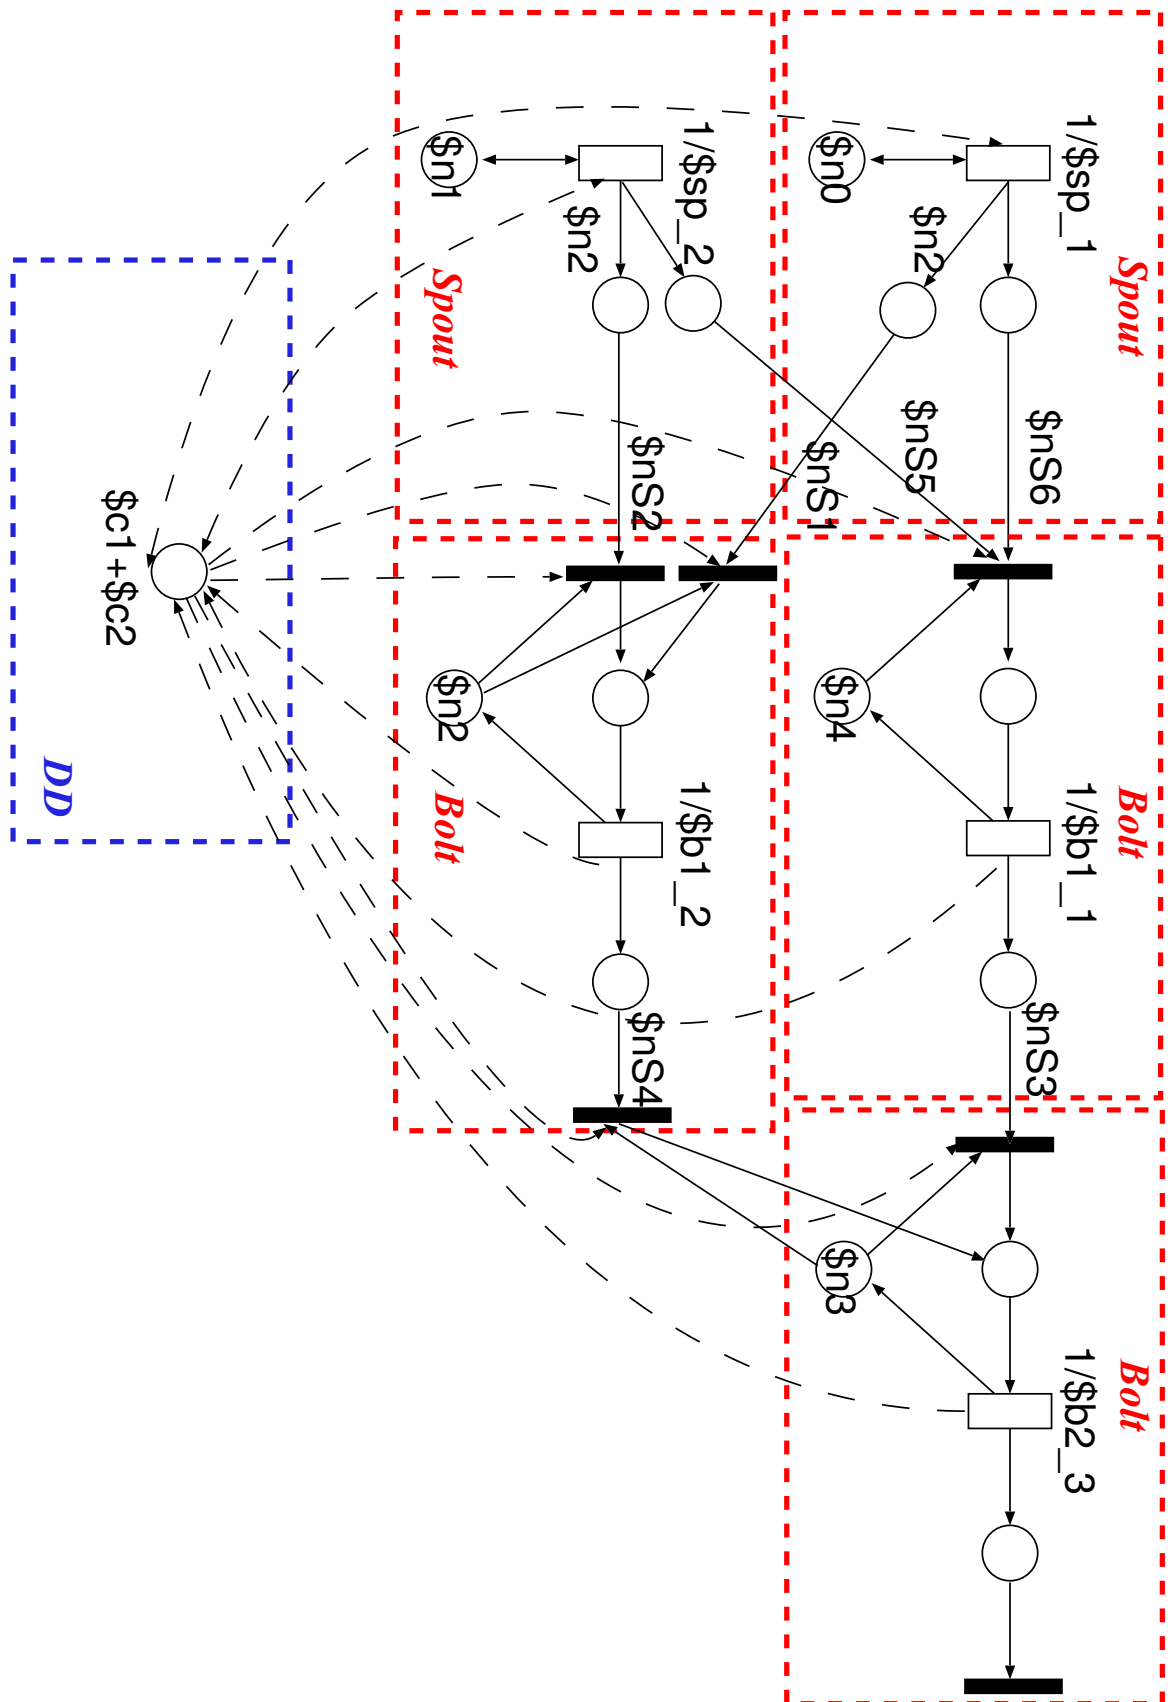 1/$sp_1
Spout
$n0
$n2
$nS6
$nS5
$nS1
1/$b1_1
Bolt
$n4
$nS3
1/$b2_3
Bolt
$n3
1/$sp_2
Spout
$n1
$n2
$nS2
1/$b1_2
Bolt
$n2
$nS4
$c1+$c2
DD